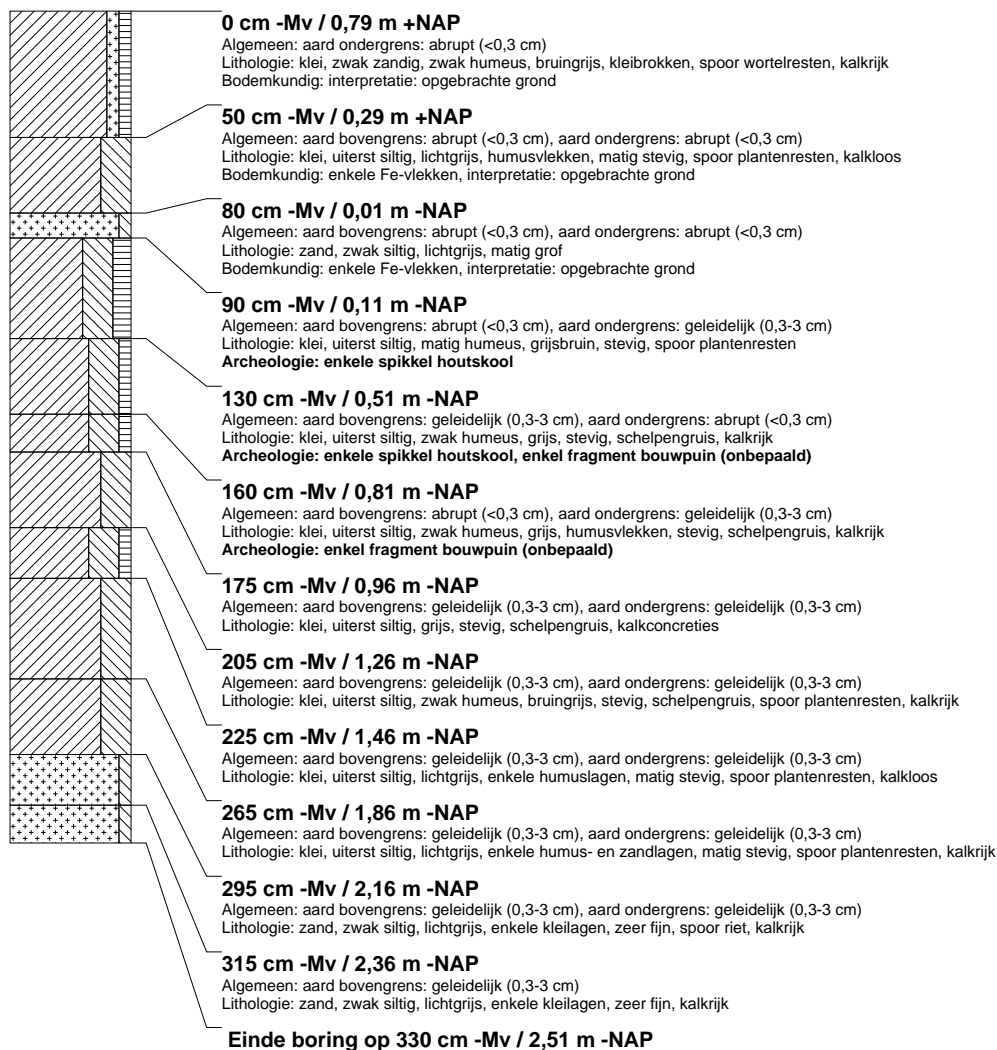 0 cm -Mv / 0,79 m +NAP
Algemeen: aard ondergrens: abrupt (<0,3 cm)
Lithologie: klei, zwak zandig, zwak humeus, bruingrijs, kleibrokken, spoor wortelresten, kalkrijk
Bodemkundig: interpretatie: opgebrachte grond
50 cm -Mv / 0,29 m +NAP
Algemeen: aard bovengrens: abrupt (<0,3 cm), aard ondergrens: abrupt (<0,3 cm)
Lithologie: klei, uiterst siltig, lichtgrijs, humusvlekken, matig stevig, spoor plantenresten, kalkloos
Bodemkundig: enkele Fe-vlekken, interpretatie: opgebrachte grond
80 cm -Mv / 0,01 m -NAP
Algemeen: aard bovengrens: abrupt (<0,3 cm), aard ondergrens: abrupt (<0,3 cm)
Lithologie: zand, zwak siltig, lichtgrijs, matig grof
Bodemkundig: enkele Fe-vlekken, interpretatie: opgebrachte grond
90 cm -Mv / 0,11 m -NAP
Algemeen: aard bovengrens: abrupt (<0,3 cm), aard ondergrens: geleidelijk (0,3-3 cm)
Lithologie: klei, uiterst siltig, matig humeus, grijsbruin, stevig, spoor plantenresten
Archeologie: enkele spikkel houtskool
130 cm -Mv / 0,51 m -NAP
Algemeen: aard bovengrens: geleidelijk (0,3-3 cm), aard ondergrens: abrupt (<0,3 cm)
Lithologie: klei, uiterst siltig, zwak humeus, grijs, stevig, schelpengruis, kalkrijk
Archeologie: enkele spikkel houtskool, enkel fragment bouwpuin (onbepaald)
160 cm -Mv / 0,81 m -NAP
Algemeen: aard bovengrens: abrupt (<0,3 cm), aard ondergrens: geleidelijk (0,3-3 cm)
Lithologie: klei, uiterst siltig, zwak humeus, grijs, humusvlekken, stevig, schelpengruis, kalkrijk
Archeologie: enkel fragment bouwpuin (onbepaald)
175 cm -Mv / 0,96 m -NAP
Algemeen: aard bovengrens: geleidelijk (0,3-3 cm), aard ondergrens: geleidelijk (0,3-3 cm)
Lithologie: klei, uiterst siltig, grijs, stevig, schelpengruis, kalkconcreties
205 cm -Mv / 1,26 m -NAP
Algemeen: aard bovengrens: geleidelijk (0,3-3 cm), aard ondergrens: geleidelijk (0,3-3 cm)
Lithologie: klei, uiterst siltig, zwak humeus, bruingrijs, stevig, schelpengruis, spoor plantenresten, kalkrijk
225 cm -Mv / 1,46 m -NAP
Algemeen: aard bovengrens: geleidelijk (0,3-3 cm), aard ondergrens: geleidelijk (0,3-3 cm)
Lithologie: klei, uiterst siltig, lichtgrijs, enkele humuslagen, matig stevig, spoor plantenresten, kalkloos
265 cm -Mv / 1,86 m -NAP
Algemeen: aard bovengrens: geleidelijk (0,3-3 cm), aard ondergrens: geleidelijk (0,3-3 cm)
Lithologie: klei, uiterst siltig, lichtgrijs, enkele humus- en zandlagen, matig stevig, spoor plantenresten, kalkrijk
295 cm -Mv / 2,16 m -NAP
Algemeen: aard bovengrens: geleidelijk (0,3-3 cm), aard ondergrens: geleidelijk (0,3-3 cm)
Lithologie: zand, zwak siltig, lichtgrijs, enkele kleilagen, zeer fijn, spoor riet, kalkrijk
315 cm -Mv / 2,36 m -NAP
Algemeen: aard bovengrens: geleidelijk (0,3-3 cm)
Lithologie: zand, zwak siltig, lichtgrijs, enkele kleilagen, zeer fijn, kalkrijk
Einde boring op 330 cm -Mv / 2,51 m -NAP